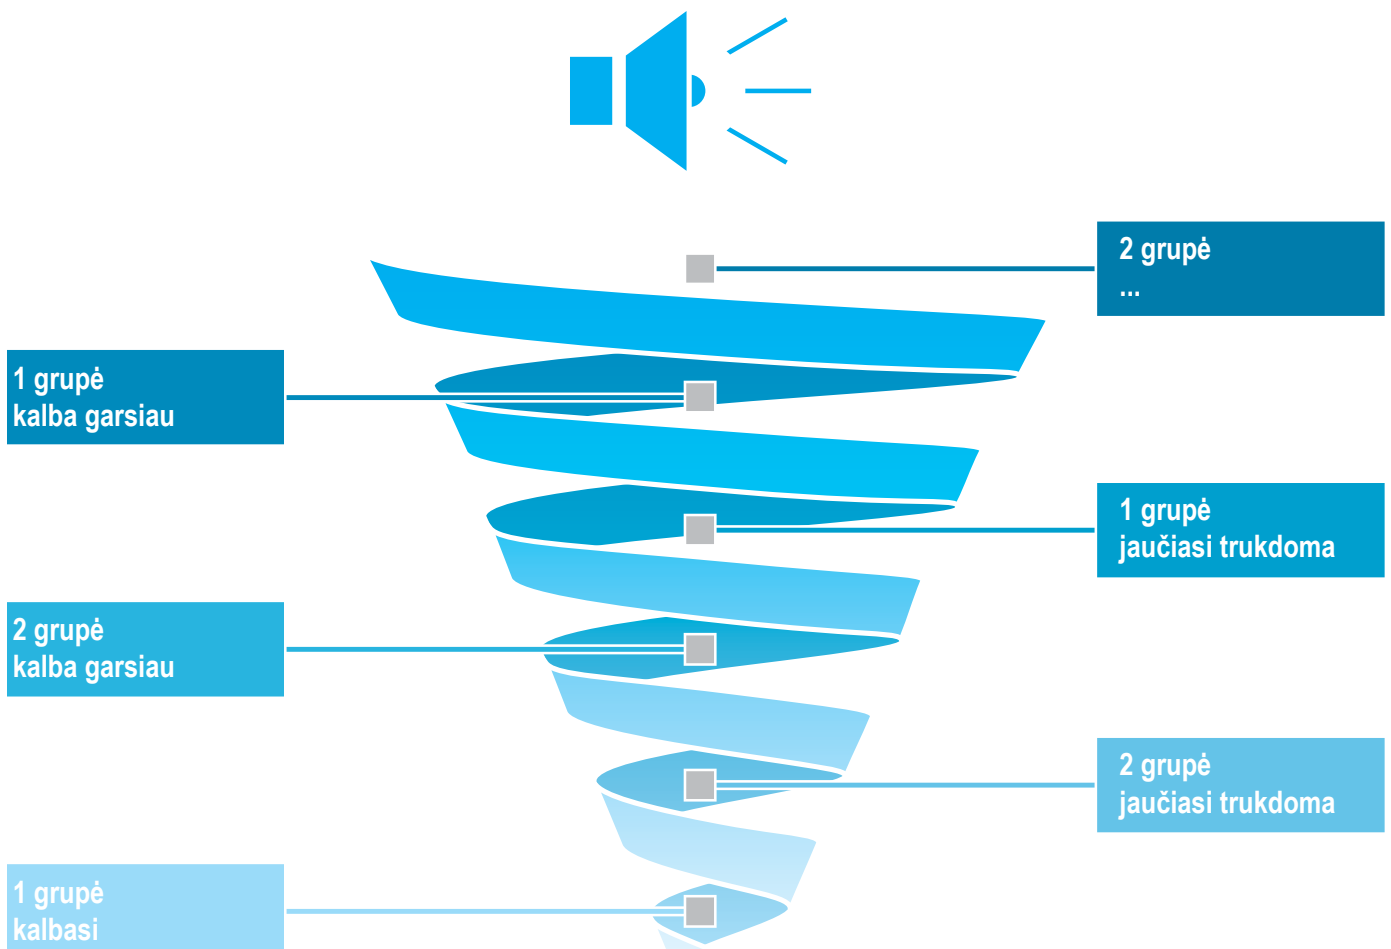 2 grupė
...
1 grupė
kalba garsiau
1 grupė
jaučiasi trukdoma
2 grupė
kalba garsiau
2 grupė
jaučiasi trukdoma
1 grupė
kalbasi